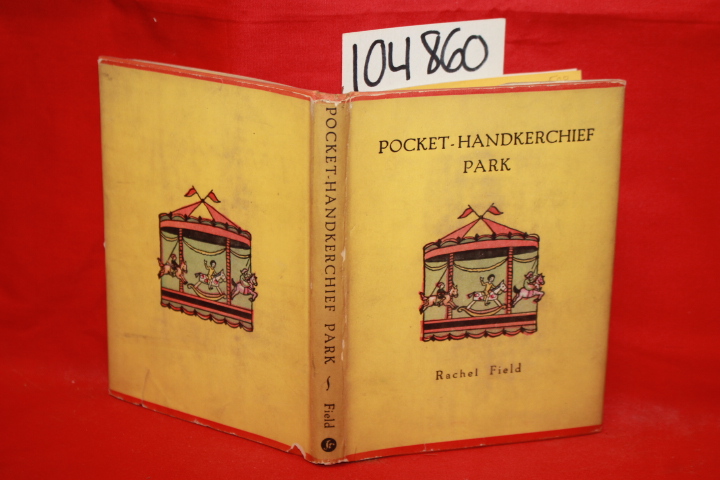 104860
POCKET-HANDKERCHIEF
PARK
Rachel Field
POCKET-HANDKERCHIEF PARK ~ Field